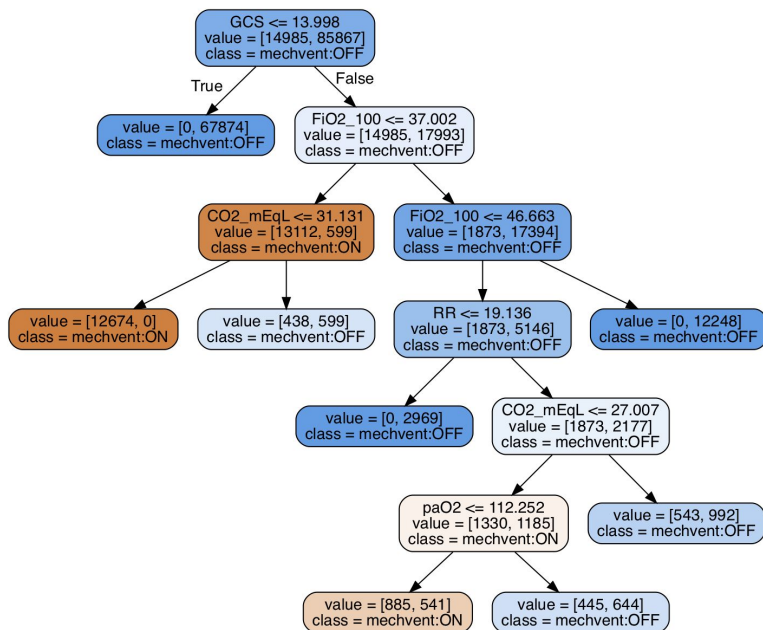 GCS <= 13.998
value = [14985, 85867]
class = mechvent:OFF
True
False
value = [0, 67874]
class = mechvent:OFF
FiO2_100 <= 37.002
value = [14985, 17993]
class = mechvent:OFF
CO2_mEqL <= 31.131
value = [13112, 599]
class = mechvent:ON
FiO2_100 <= 46.663
value = [1873, 17394]
class = mechvent:OFF
value = [12674, 0]
class = mechvent:ON
value = [438, 599]
class = mechvent:OFF
RR <= 19.136
value = [1873, 5146]
class = mechvent:OFF
value = [0, 12248]
class = mechvent:OFF
value = [0, 2969]
class = mechvent:OFF
CO2_mEqL <= 27.007
value = [1873, 2177]
class = mechvent:OFF
paO2 <= 112.252
value = [1330, 1185]
class = mechvent:ON
value = [543, 992]
class = mechvent:OFF
value = [885, 541]
class = mechvent:ON
value = [445, 644]
class = mechvent:OFF